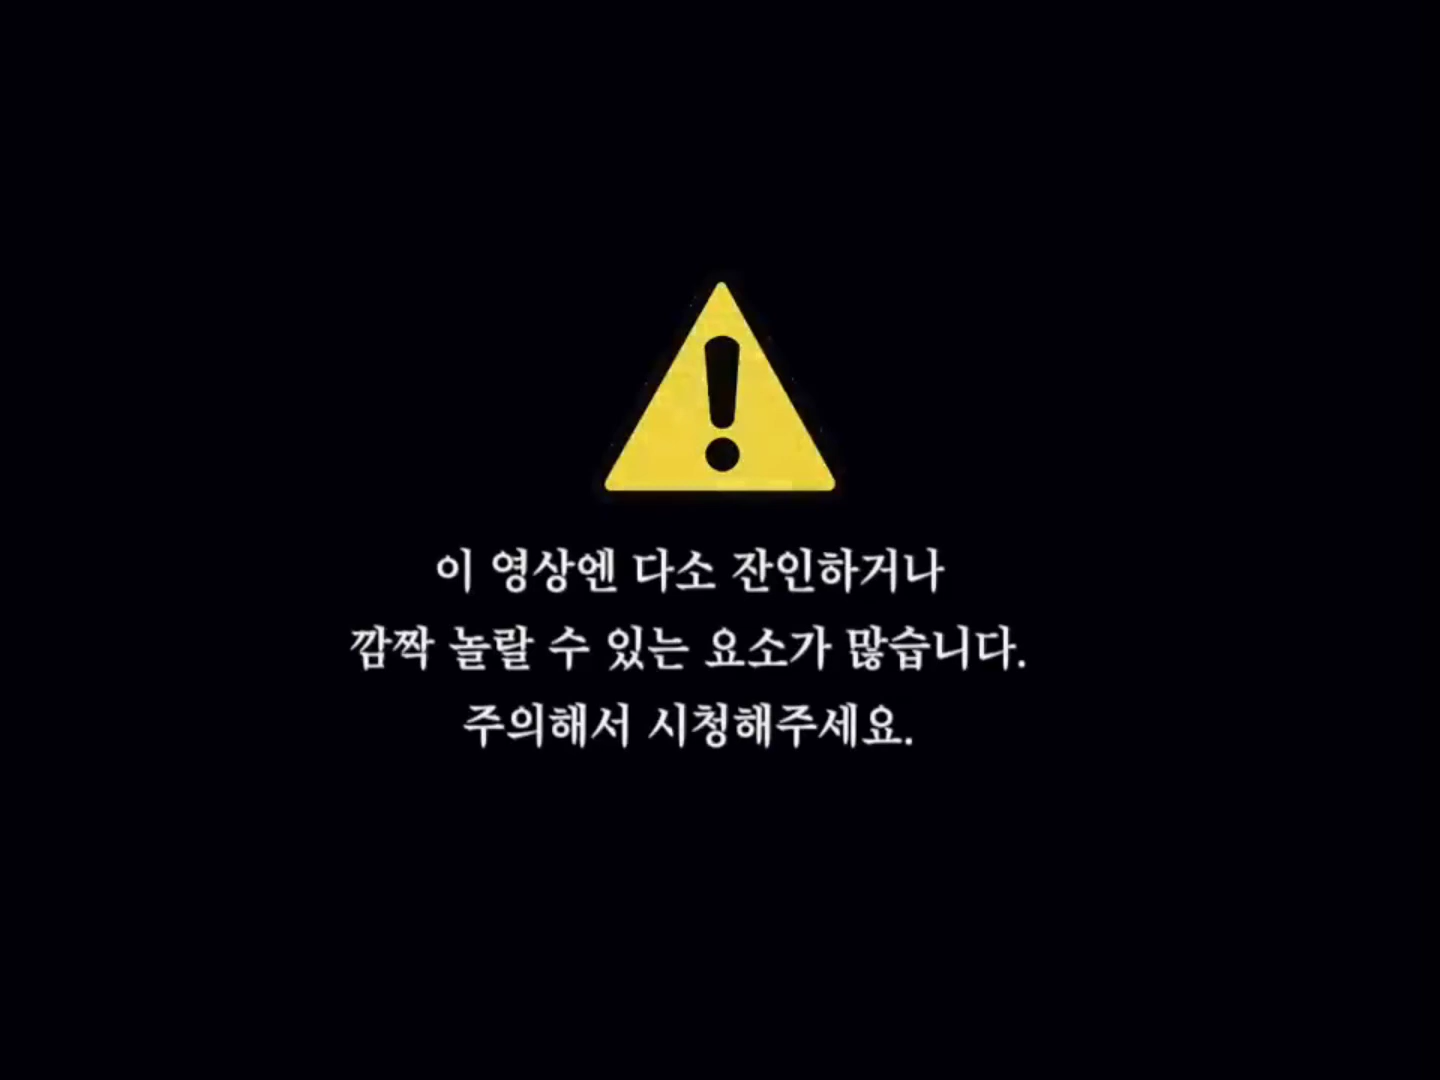 이 영상엔 다소 잔인하거나
깜짝 놀랄 수 있는 요소가 많습니다.
주의해서 시청해주세요.